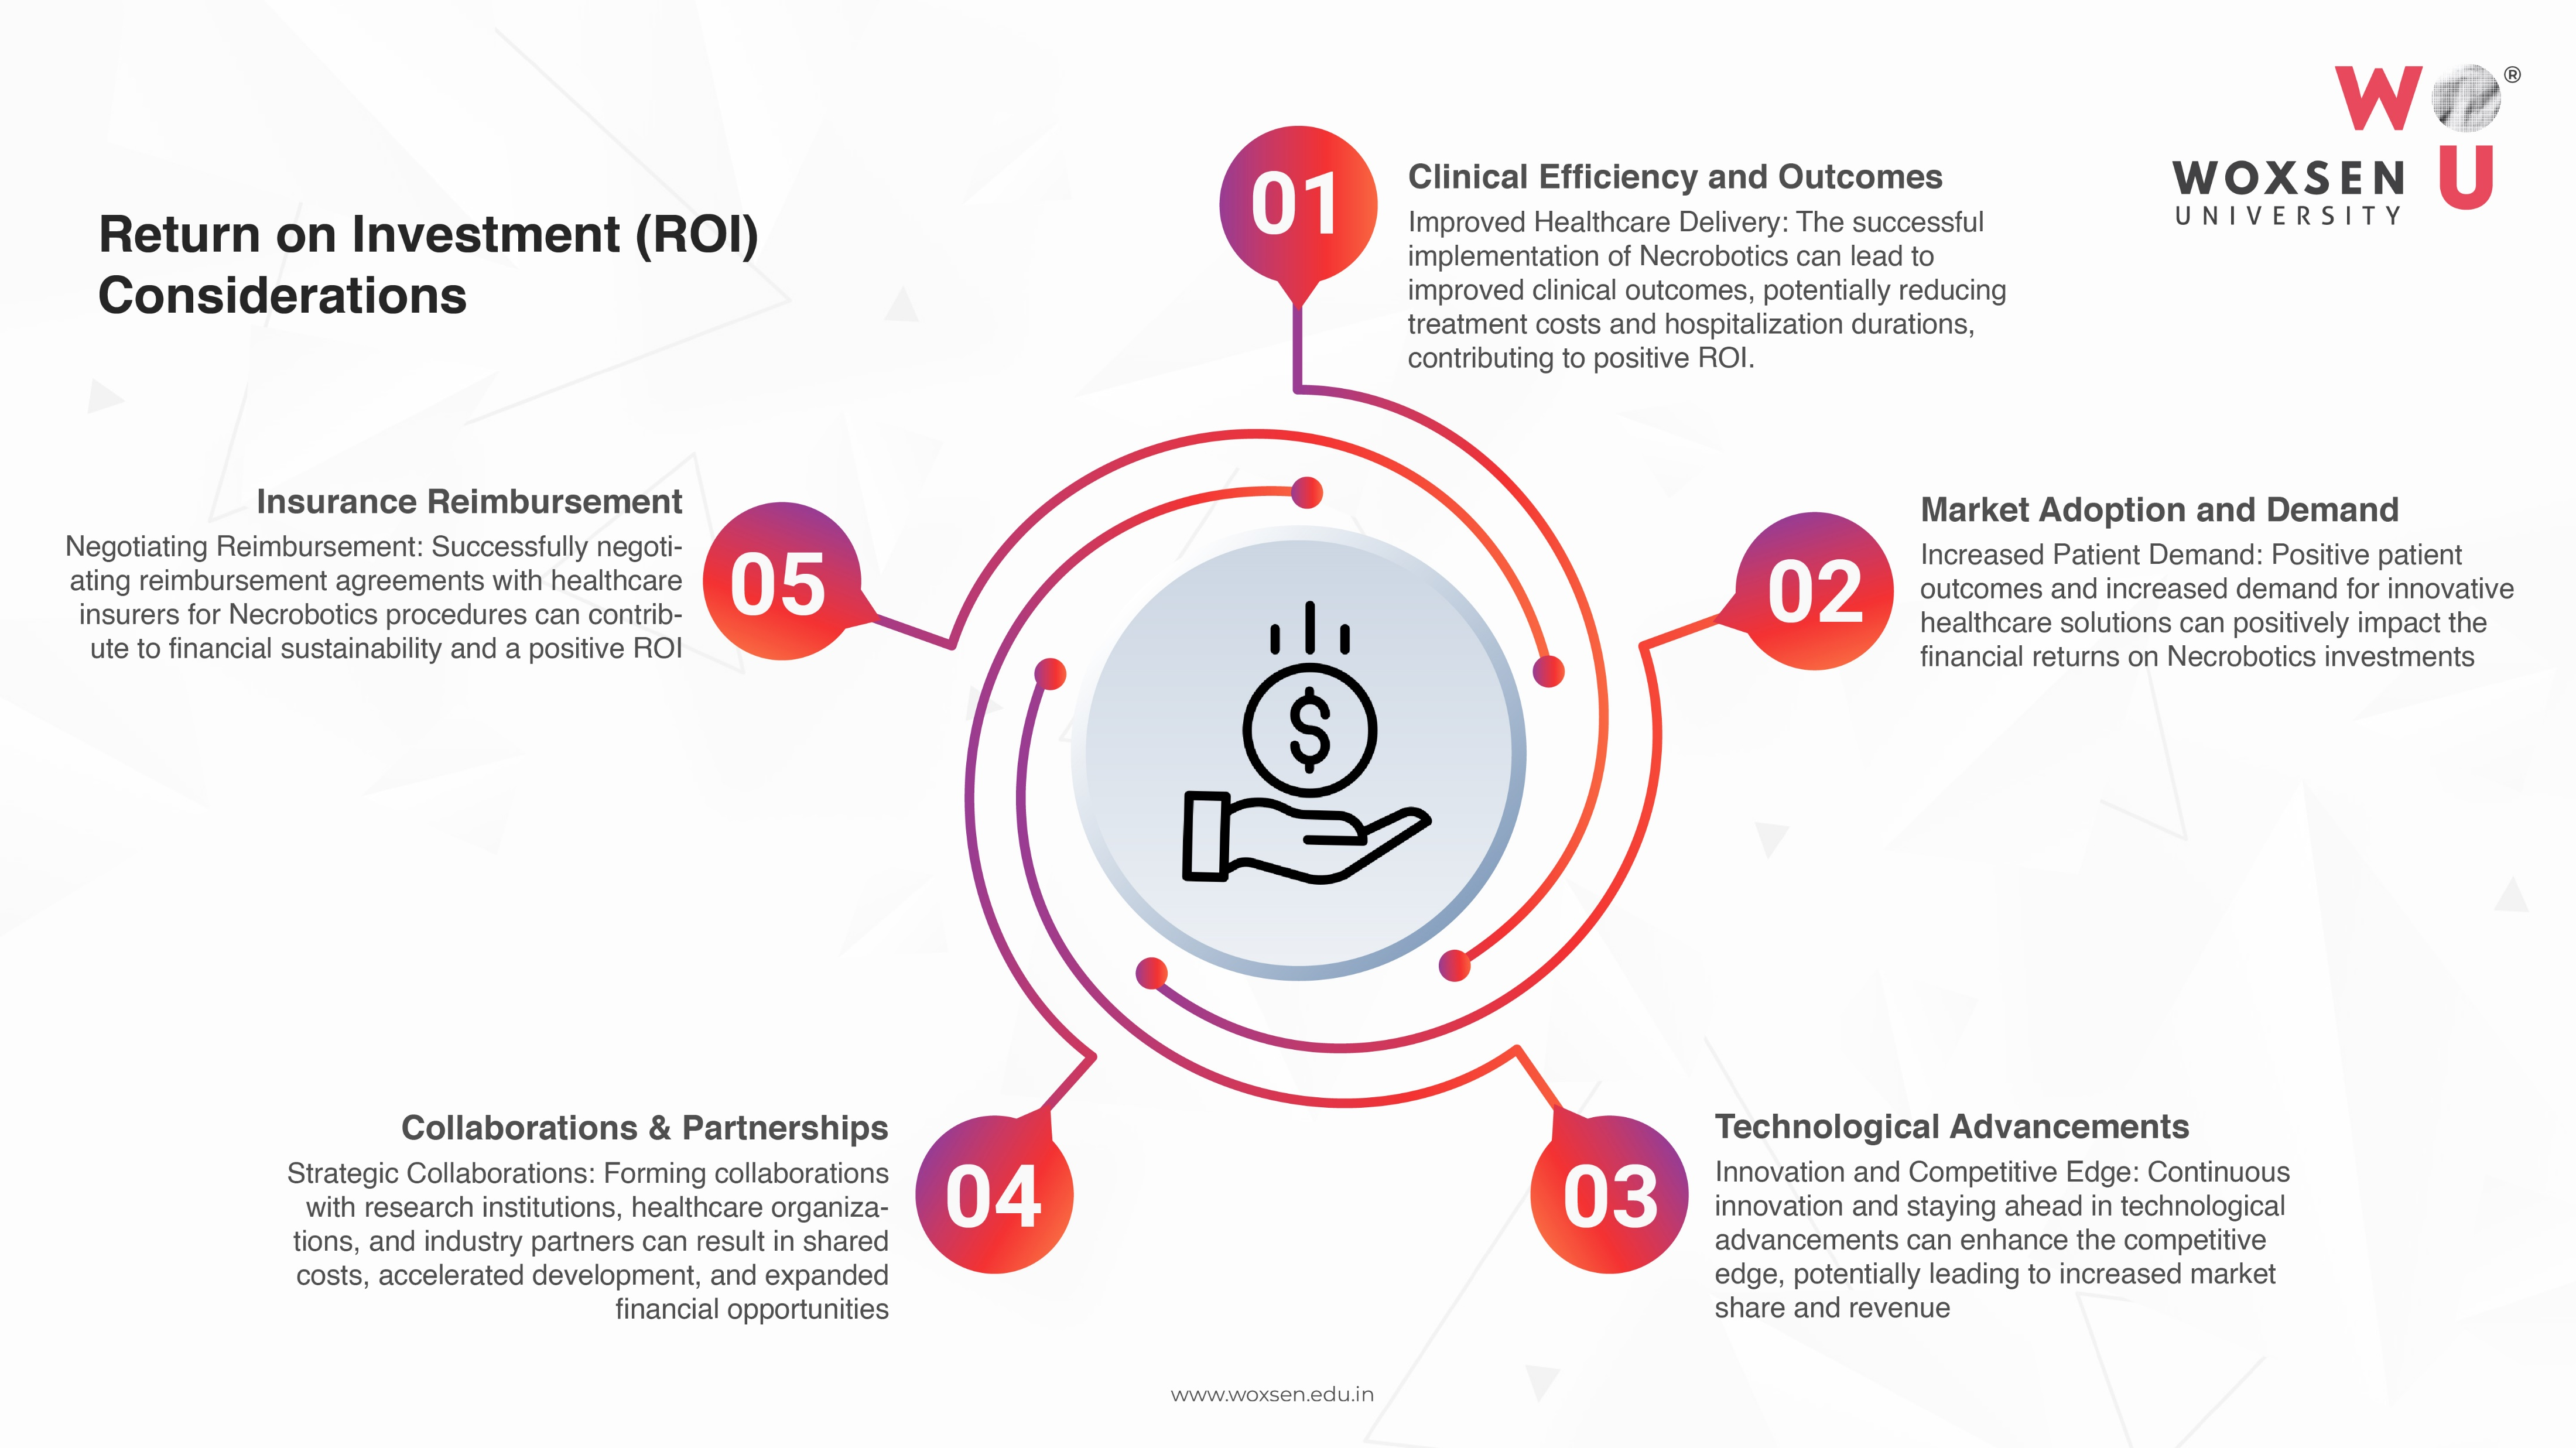 Return on Investment (ROI)
Considerations
W ®
WOXSEN U
UNIVERSITY
01
Clinical Efficiency and Outcomes
Improved Healthcare Delivery: The successful
implementation of Necrobotics can lead to
improved clinical outcomes, potentially reducing
treatment costs and hospitalization durations,
contributing to positive ROI.
02
Market Adoption and Demand
Increased Patient Demand: Positive patient
outcomes and increased demand for innovative
healthcare solutions can positively impact the
financial returns on Necrobotics investments
03
Technological Advancements
Innovation and Competitive Edge: Continuous
innovation and staying ahead in technological
advancements can enhance the competitive
edge, potentially leading to increased market
share and revenue
04
Collaborations & Partnerships
Strategic Collaborations: Forming collaborations
with research institutions, healthcare organiza-
tions, and industry partners can result in shared
costs, accelerated development, and expanded
financial opportunities
05
Insurance Reimbursement
Negotiating Reimbursement: Successfully negoti-
ating reimbursement agreements with healthcare
insurers for Necrobotics procedures can contrib-
ute to financial sustainability and a positive ROI
$
www.woxsen.edu.in